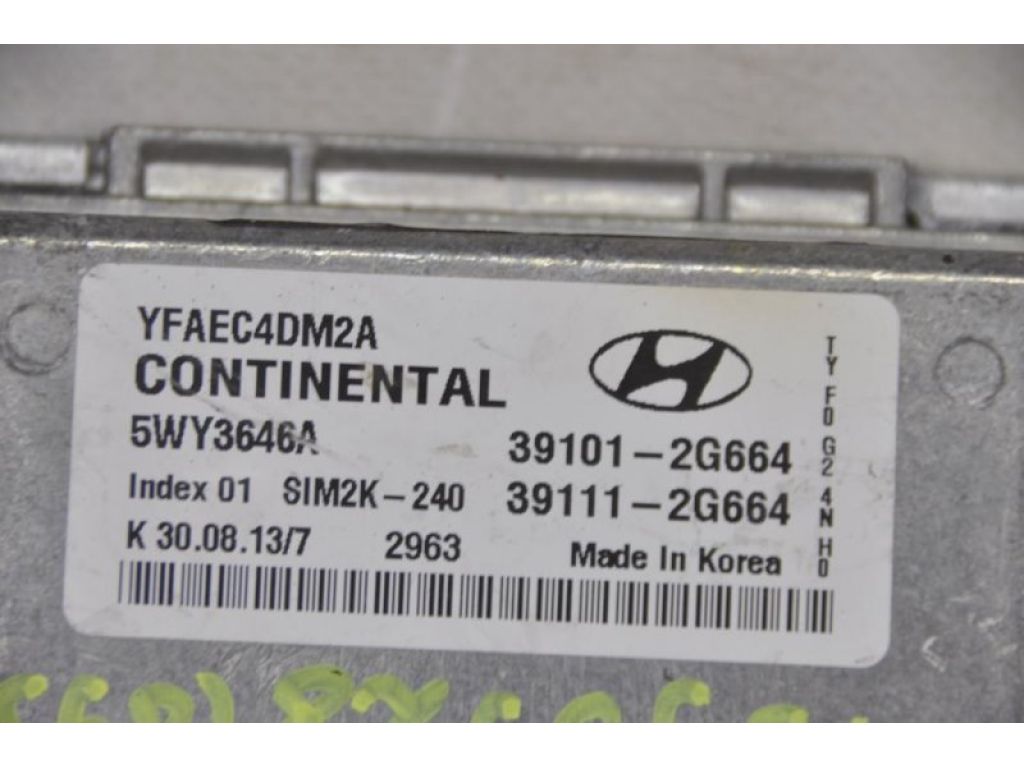 YFAEC4DM2A
CONTINENTAL
5WY3646A
39101-2G664
Index 01 SIM2K-240
39111-2G664
K 30.08.13/7 2963
Made In Korea
TY F0 G2 4N H0